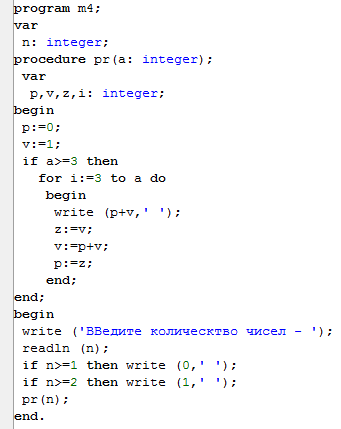 program m4;
var
 n: integer;
procedure pr(a: integer);
 var
  p,v,z,i: integer;
begin
 p:=0;
 v:=1;
 if a>=3 then
   for i:=3 to a do
    begin
     write (p+v,' ');
     z:=v;
     v:=p+v;
     p:=z;
    end;
end;
begin
 write ('ВВедите колическтво чисел - ');
 readln (n);
 if n>=1 then write (0,' ');
 if n>=2 then write (1,' ');
 pr(n);
end.